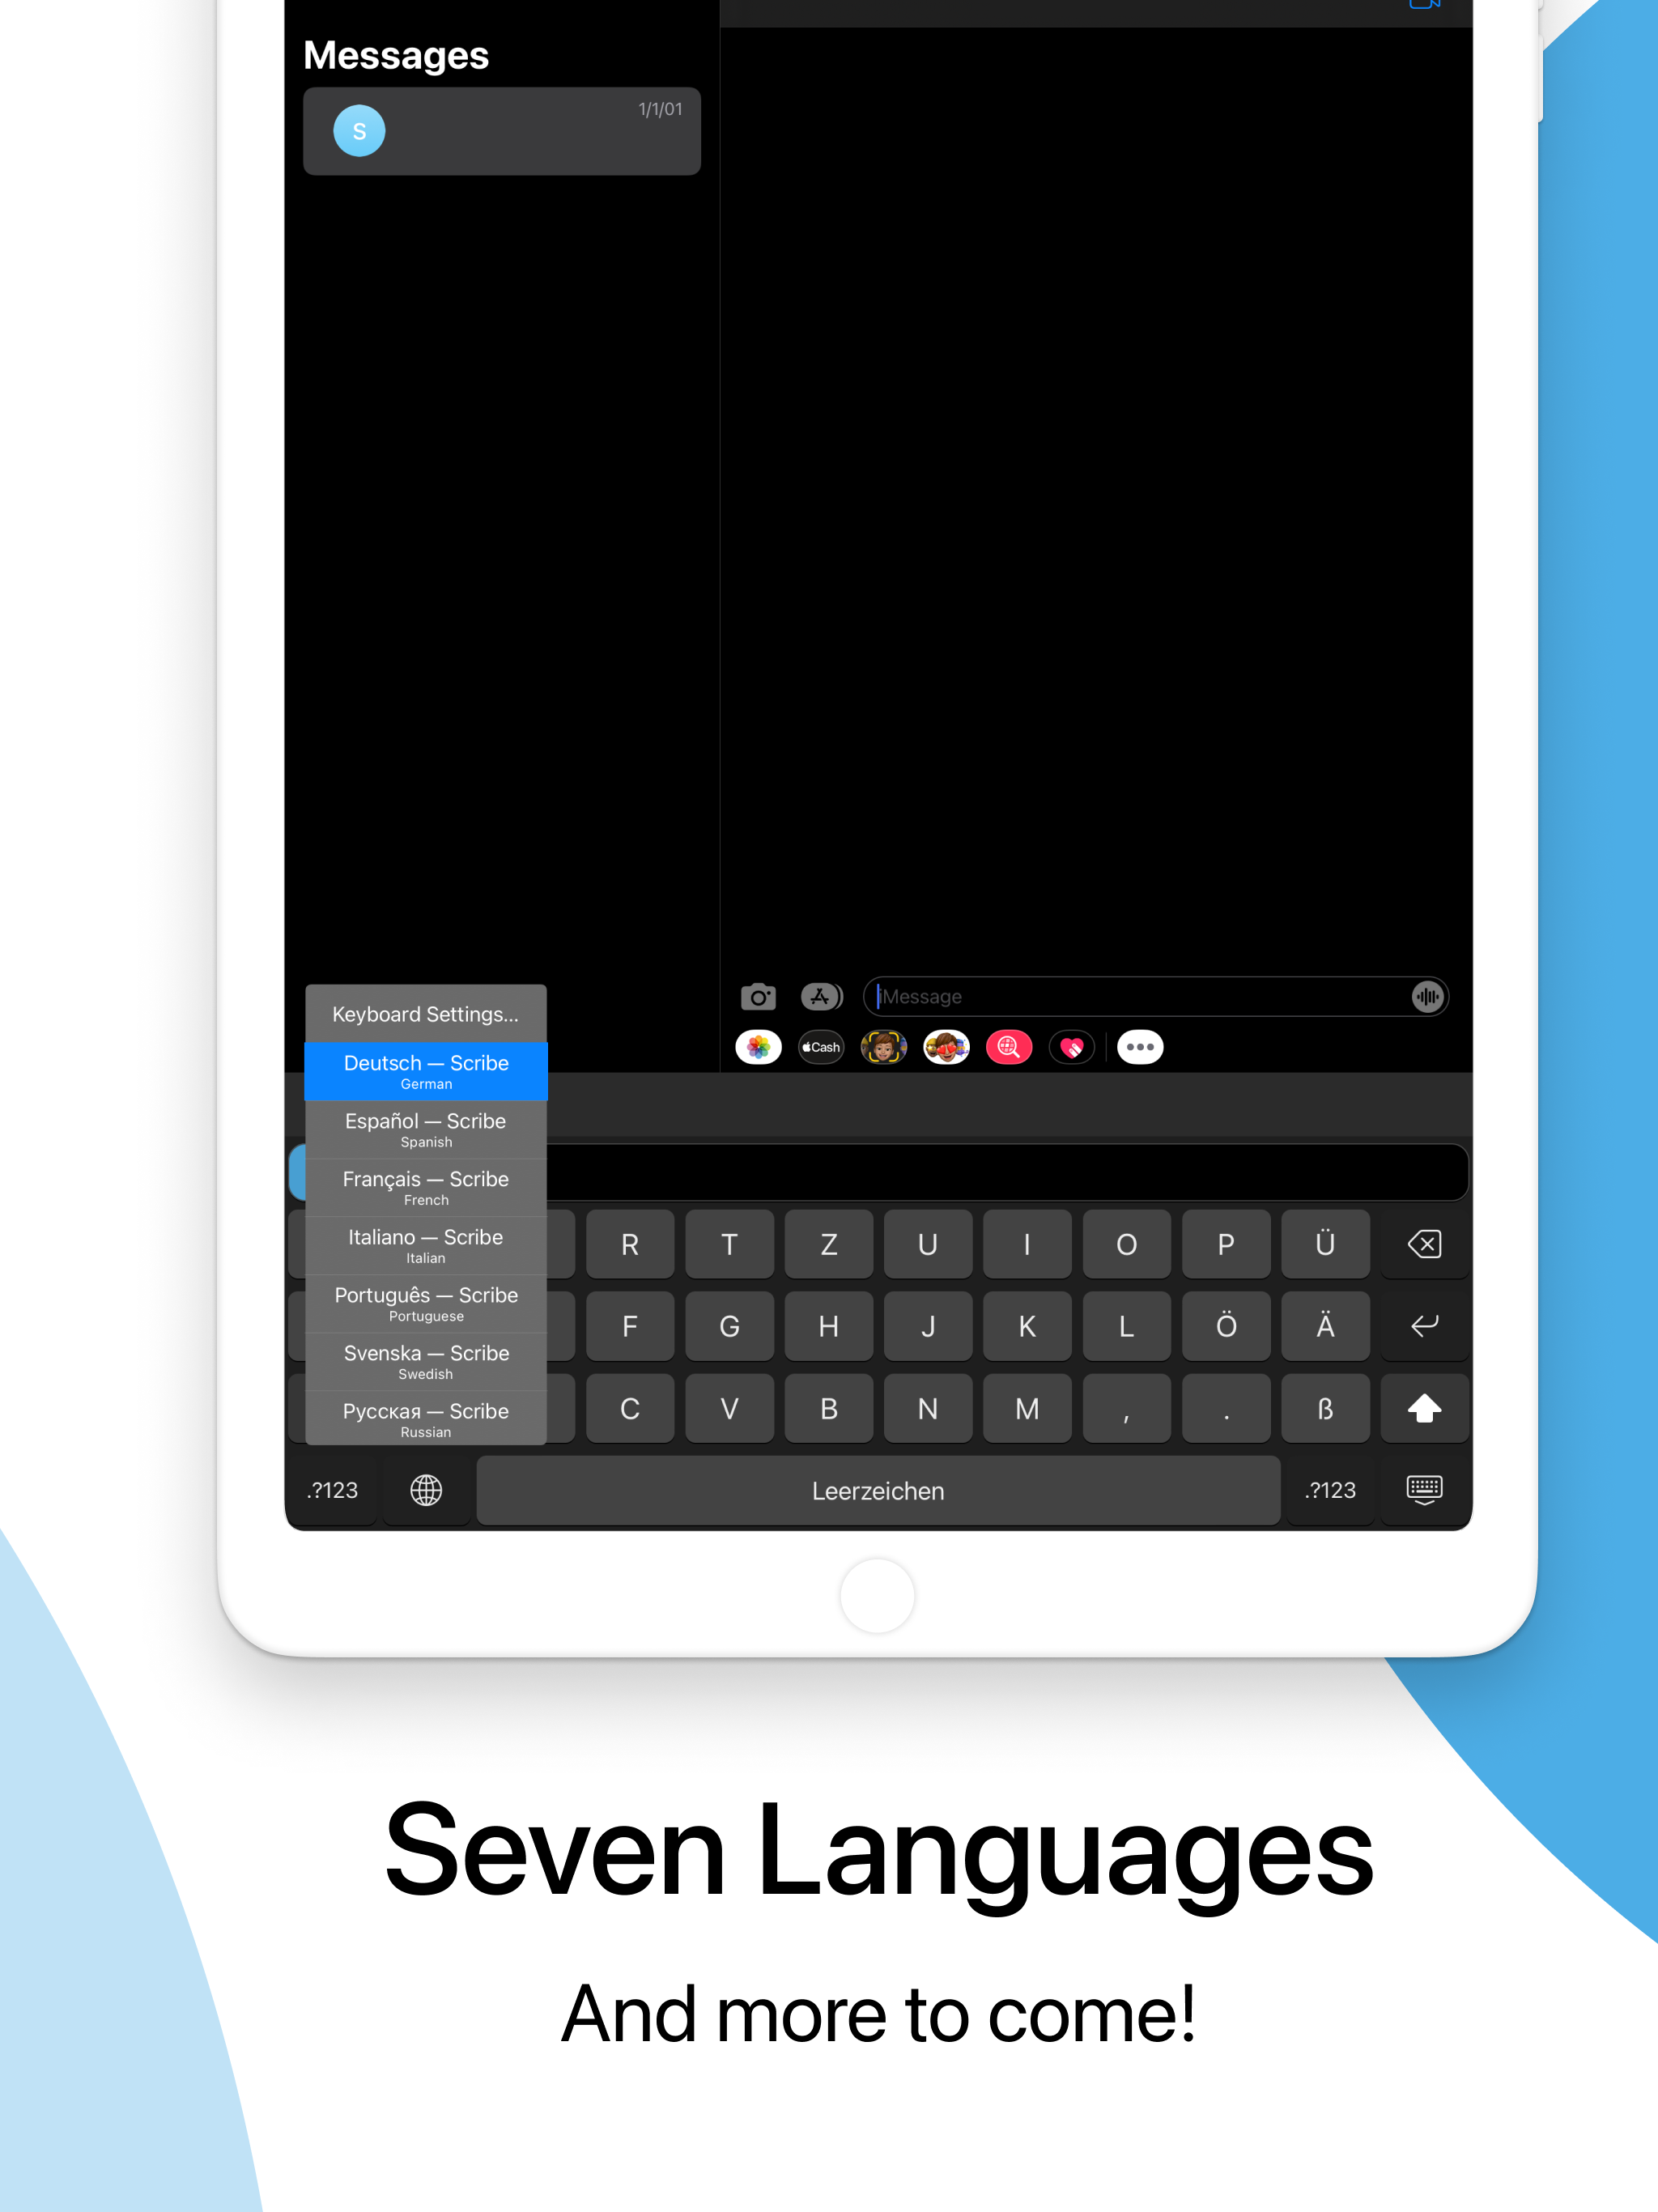 Messages
1/1/01
S
iMessage
Cash
Keyboard Settings...
Deutsch — Scribe
German
Español — Scribe
Spanish
Français — Scribe
French
Italiano — Scribe
Italian
Português — Scribe
Portuguese
Svenska — Scribe
Swedish
Русская — Scribe
Russian
R T Z U I O P Ü
F G H J K L Ö Ä
C V B N M , . ß
.?123 Leerzeichen .?123
Seven Languages
And more to come!